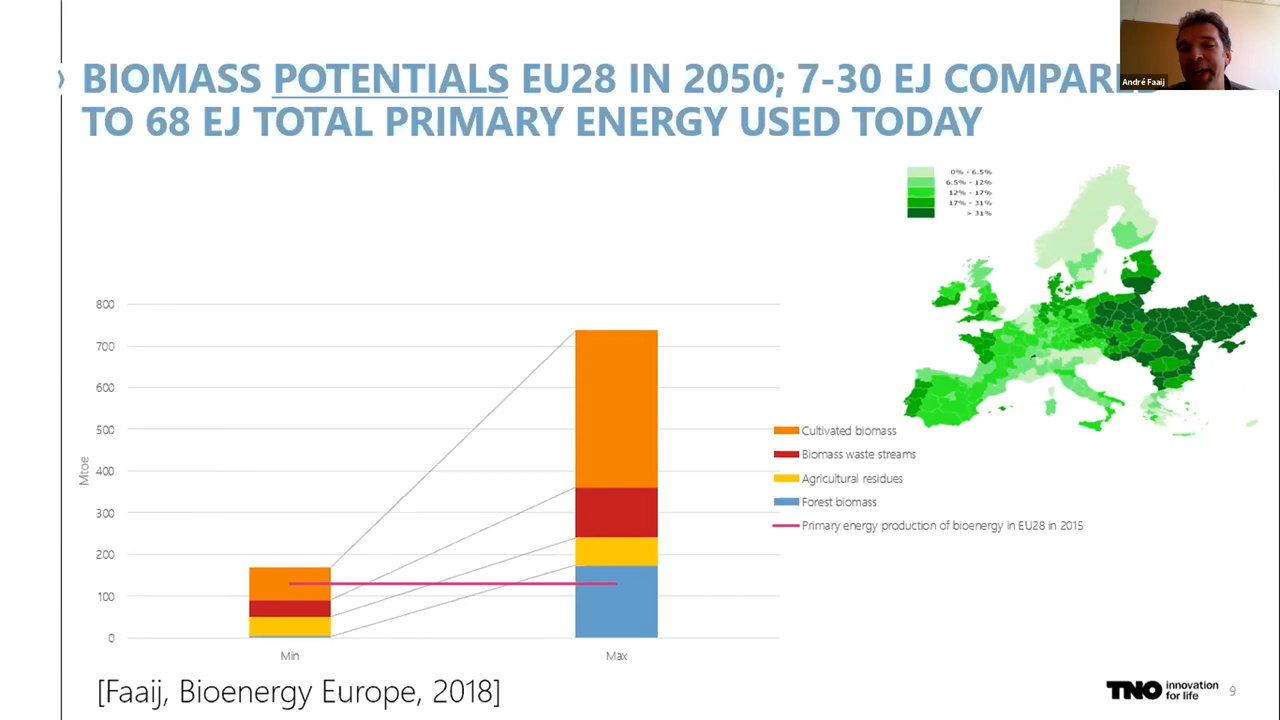 BIOMASS POTENTIALS EU28 IN 2050; 7-30 EJ COMPARED
TO 68 EJ TOTAL PRIMARY ENERGY USED TODAY
André Faaij
0% - 6.5%
6.5% - 12%
12% - 17%
17% - 31%
> 31%
800
700
600
500
400
300
200
100
0
Mtoe
Min
Max
Cultivated biomass
Biomass waste streams
Agricultural residues
Forest biomass
Primary energy production of bioenergy in EU28 in 2015
[Faaij, Bioenergy Europe, 2018]
TNO innovation
for life
9